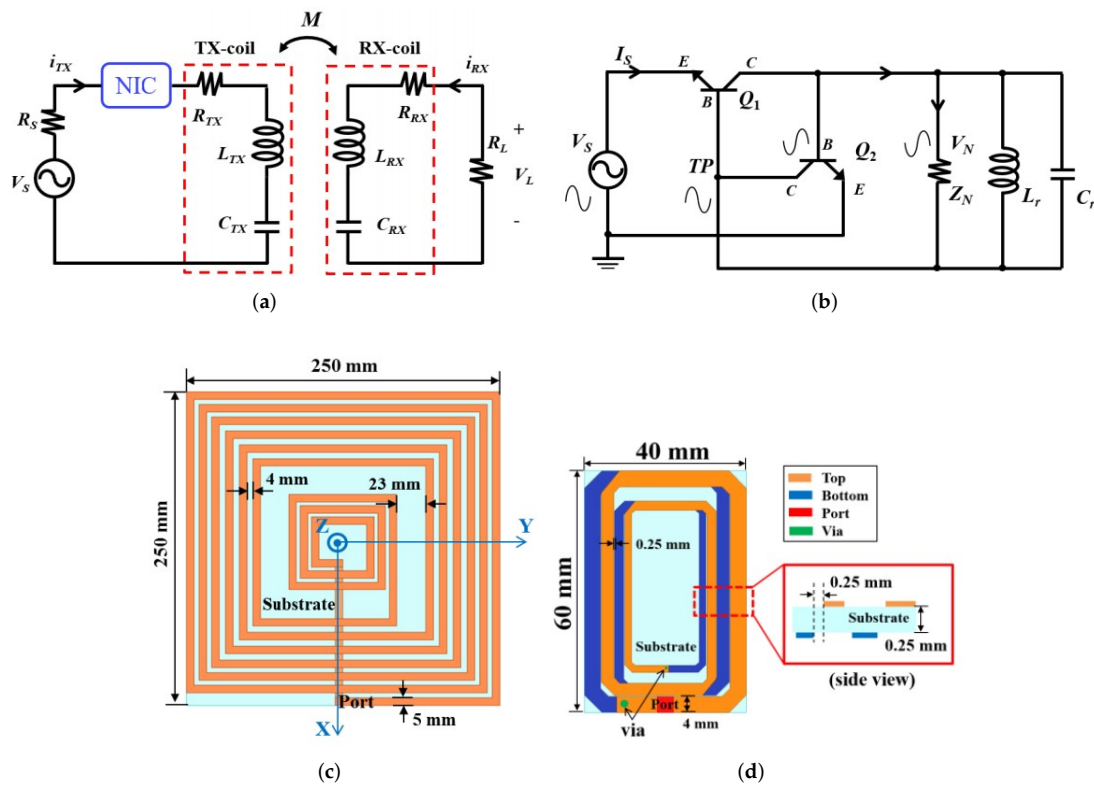 M
TX-coil
RX-coil
i_TX
NIC
i_RX
R_S
R_TX
R_RX
L_TX
L_RX
R_L
+
V_L
-
V_S
C_TX
C_RX
(a)
I_S
E
C
B
Q_1
V_S
TP
B
Q_2
C
E
V_N
Z_N
L_r
C_r
(b)
250 mm
250 mm
4 mm
23 mm
Z
Y
Substrate
Port
5 mm
X
(c)
40 mm
60 mm
0.25 mm
Substrate
Port
4 mm
via
Top
Bottom
Port
Via
0.25 mm
Substrate
0.25 mm
(side view)
(d)